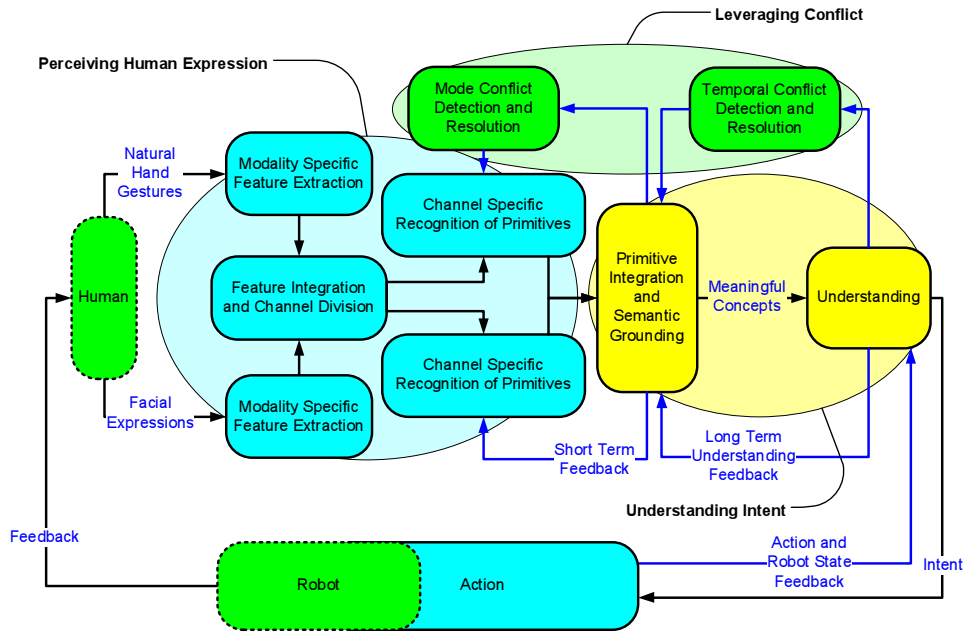 Leveraging Conflict
Perceiving Human Expression
Mode Conflict
Detection and
Resolution
Temporal Conflict
Detection and
Resolution
Natural
Hand
Gestures
Modality Specific
Feature Extraction
Channel Specific
Recognition of
Primitives
Human
Feature Integration
and Channel Division
Primitive
Integration
and
Semantic
Grounding
Meaningful
Concepts
Understanding
Channel Specific
Recognition of Primitives
Facial
Expressions
Modality Specific
Feature Extraction
Short Term
Feedback
Long Term
Understanding
Feedback
Understanding Intent
Feedback
Robot
Action
Action and
Robot State
Feedback
Intent